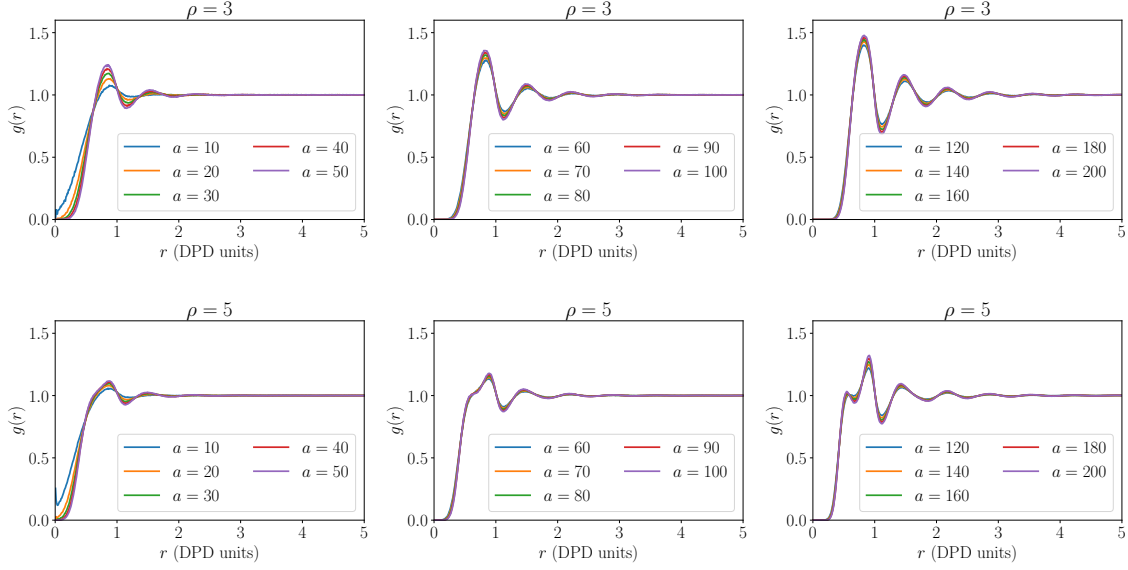 ρ = 3
g(r)
1.5
1.0
0.5
0.0
a = 10
a = 20
a = 30
a = 40
a = 50
0 1 2 3 4 5
r (DPD units)
ρ = 3
g(r)
1.5
1.0
0.5
0.0
a = 60
a = 70
a = 80
a = 90
a = 100
0 1 2 3 4 5
r (DPD units)
ρ = 3
g(r)
1.5
1.0
0.5
0.0
a = 120
a = 140
a = 160
a = 180
a = 200
0 1 2 3 4 5
r (DPD units)
ρ = 5
g(r)
1.5
1.0
0.5
0.0
a = 10
a = 20
a = 30
a = 40
a = 50
0 1 2 3 4 5
r (DPD units)
ρ = 5
g(r)
1.5
1.0
0.5
0.0
a = 60
a = 70
a = 80
a = 90
a = 100
0 1 2 3 4 5
r (DPD units)
ρ = 5
g(r)
1.5
1.0
0.5
0.0
a = 120
a = 140
a = 160
a = 180
a = 200
0 1 2 3 4 5
r (DPD units)